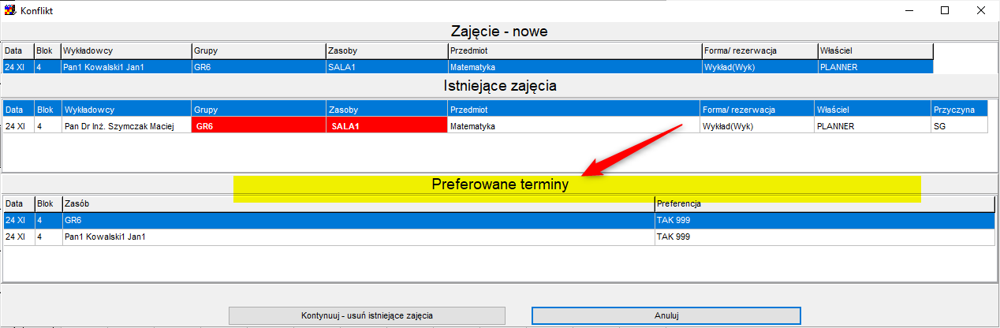 Konflikt
Zajęcie - nowe
Data Blok Wykładowcy Grupy Zasoby Przedmiot Forma/ rezerwacja Właściel
24 XI 4 Pan1 Kowalski1 Jan1 GR6 SALA1 Matematyka Wykład(Wyk) PLANNER
Istniejące zajęcia
Data Blok Wykładowcy Grupy Zasoby Przedmiot Forma/ rezerwacja Właściel Przyczyna
24 XI 4 Pan Dr Inż. Szymczak Maciej GR6 SALA1 Matematyka Wykład(Wyk) PLANNER SG
Preferowane terminy
Data Blok Zasób Preferencja
24 XI 4 GR6 TAK 999
24 XI 4 Pan1 Kowalski1 Jan1 TAK 999
Kontynuuj - usuń istniejące zajęcia Anuluj